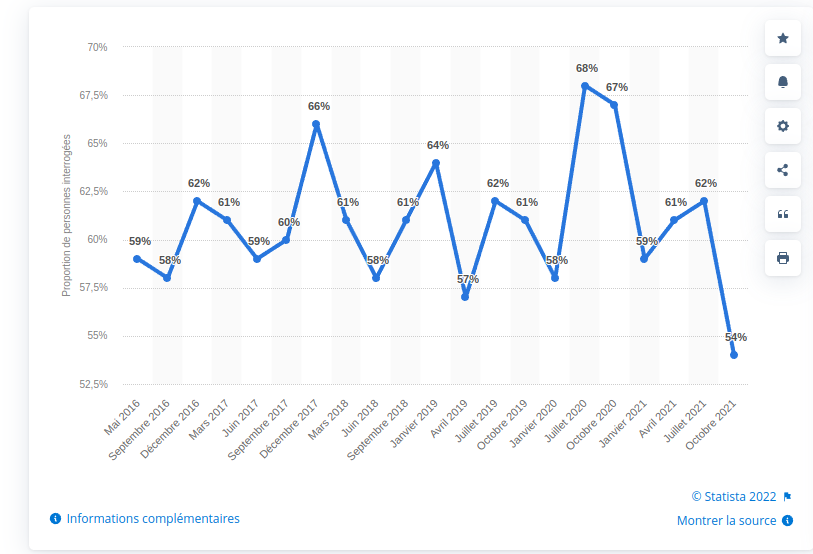 70%
67,5%
65%
62,5%
60%
57,5%
55%
52,5%
Proportion de personnes interrogées
59%
58%
62%
61%
59%
60%
66%
61%
58%
61%
64%
57%
62%
61%
58%
68%
67%
59%
61%
62%
54%
Mai 2016
Septembre 2016
Décembre 2016
Mars 2017
Juin 2017
Septembre 2017
Décembre 2017
Mars 2018
Juin 2018
Septembre 2018
Janvier 2019
Avril 2019
Juillet 2019
Octobre 2019
Janvier 2020
Juillet 2020
Octobre 2020
Janvier 2021
Avril 2021
Juillet 2021
Octobre 2021
© Statista 2022
Informations complémentaires
Montrer la source